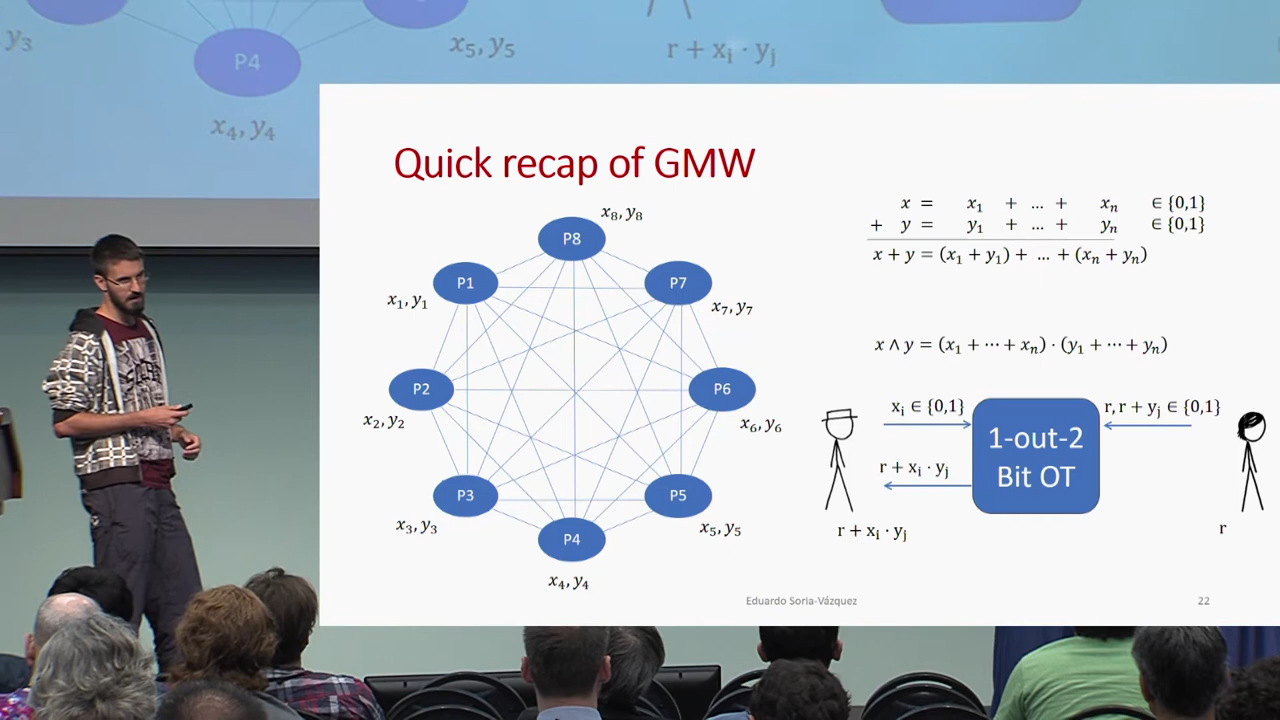 y₃
P4
x₅, y₅
r + xᵢ · yⱼ
x₄, y₄
Quick recap of GMW
x₈, y₈
P8
P1
P7
x₁, y₁
x₇, y₇
P2
P6
x₂, y₂
x₆, y₆
P3
P5
x₃, y₃
x₅, y₅
P4
x₄, y₄
x = x₁ + ... + xₙ ∈ {0,1}
+ y = y₁ + ... + yₙ ∈ {0,1}
x + y = (x₁ + y₁) + ... + (xₙ + yₙ)
x ∧ y = (x₁ + ⋯ + xₙ) · (y₁ + ⋯ + yₙ)
xᵢ ∈ {0,1}
r, r + yⱼ ∈ {0,1}
1-out-2
Bit OT
r + xᵢ · yⱼ
r + xᵢ · yⱼ
r
Eduardo Soria-Vázquez
22